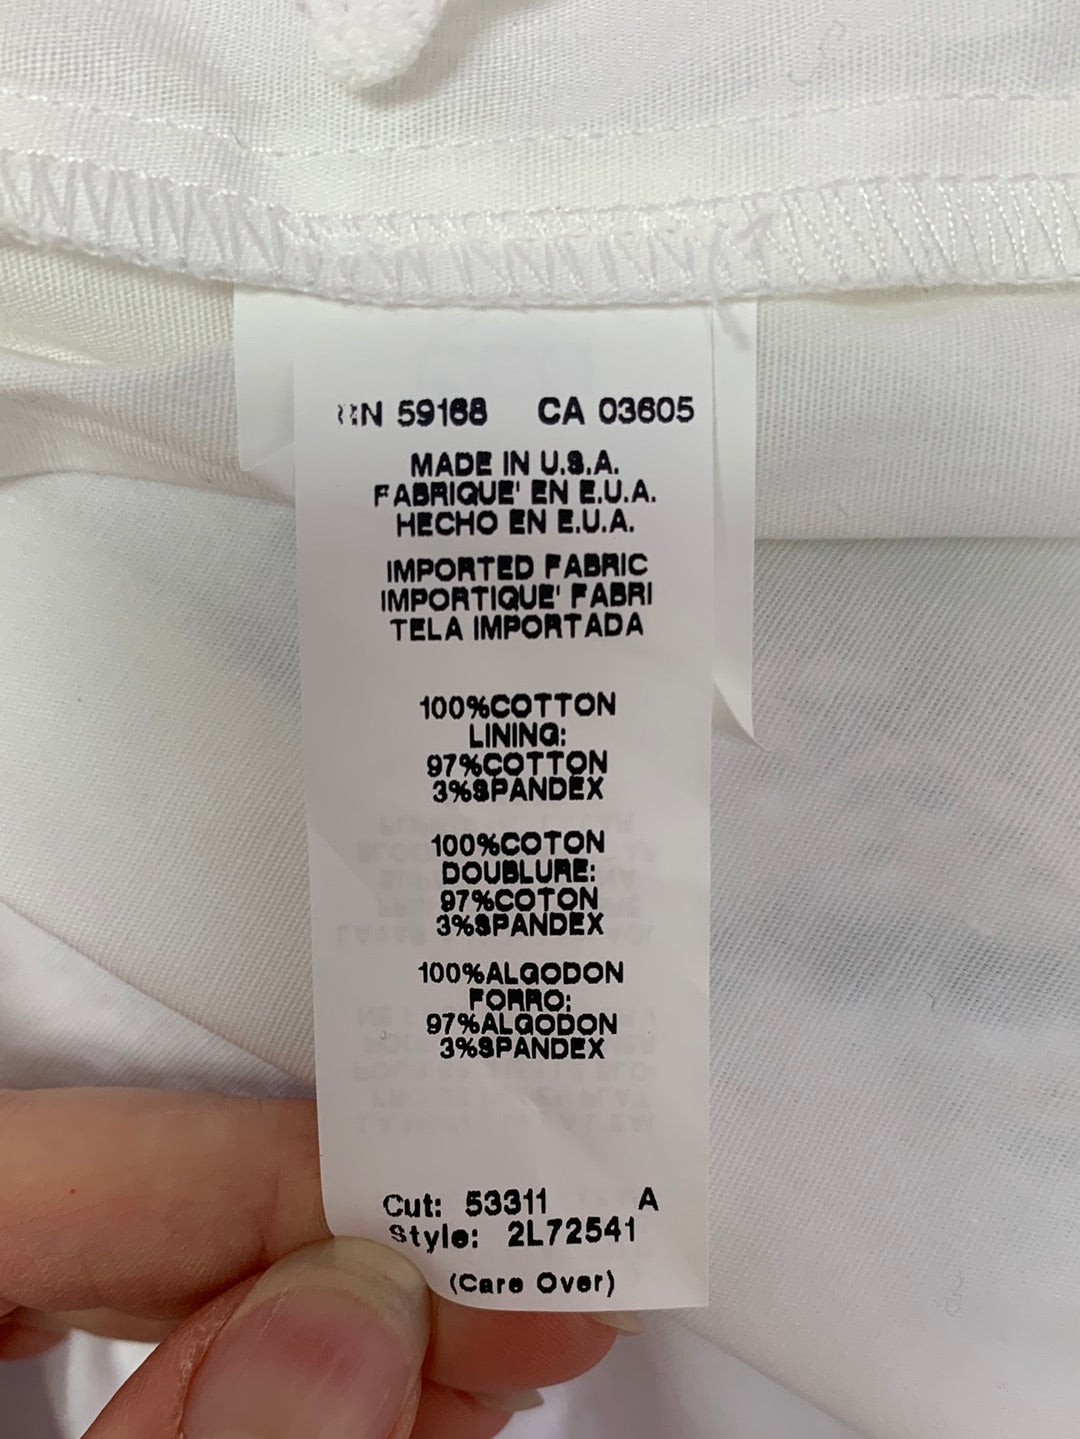 RN 59168 CA 03605
MADE IN U.S.A.
FABRIQUE' EN E.U.A.
HECHO EN E.U.A.
IMPORTED FABRIC
IMPORTIQUE' FABRI
TELA IMPORTADA
100%COTTON
LINING:
97%COTTON
3%SPANDEX
100%COTON
DOUBLURE:
97%COTON
3%SPANDEX
100%ALGODON
FORRO:
97%ALGODON
3%SPANDEX
Cut: 53311 A
Style: 2L72541
(Care Over)